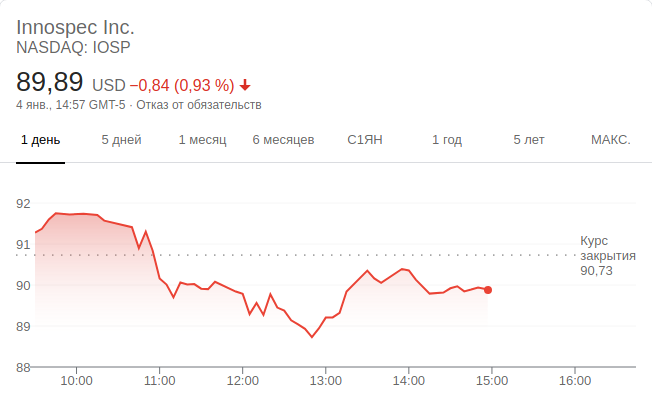 Innospec Inc.
NASDAQ: IOSP
89,89 USD −0,84 (0,93 %)
4 янв., 14:57 GMT-5 · Отказ от обязательств
1 день 5 дней 1 месяц 6 месяцев С1ЯН 1 год 5 лет МАКС.
92
91
90
89
88
Курс
закрытия
90,73
10:00 11:00 12:00 13:00 14:00 15:00 16:00